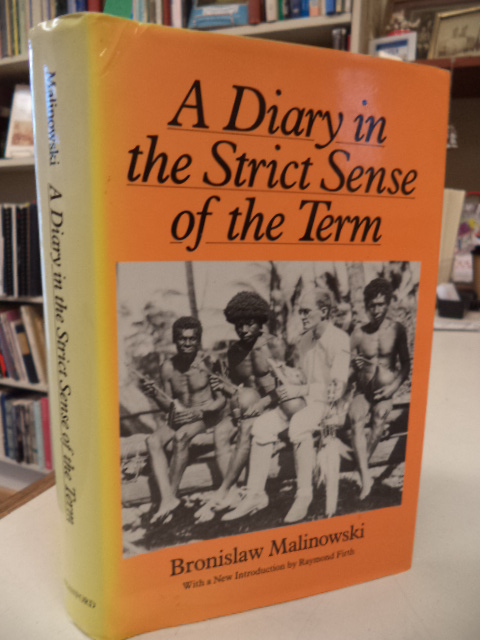 A Diary in
the Strict Sense
of the Term
Bronislaw Malinowski
With a New Introduction by Raymond Firth
Malinowski A Diary in the Strict Sense of the Term